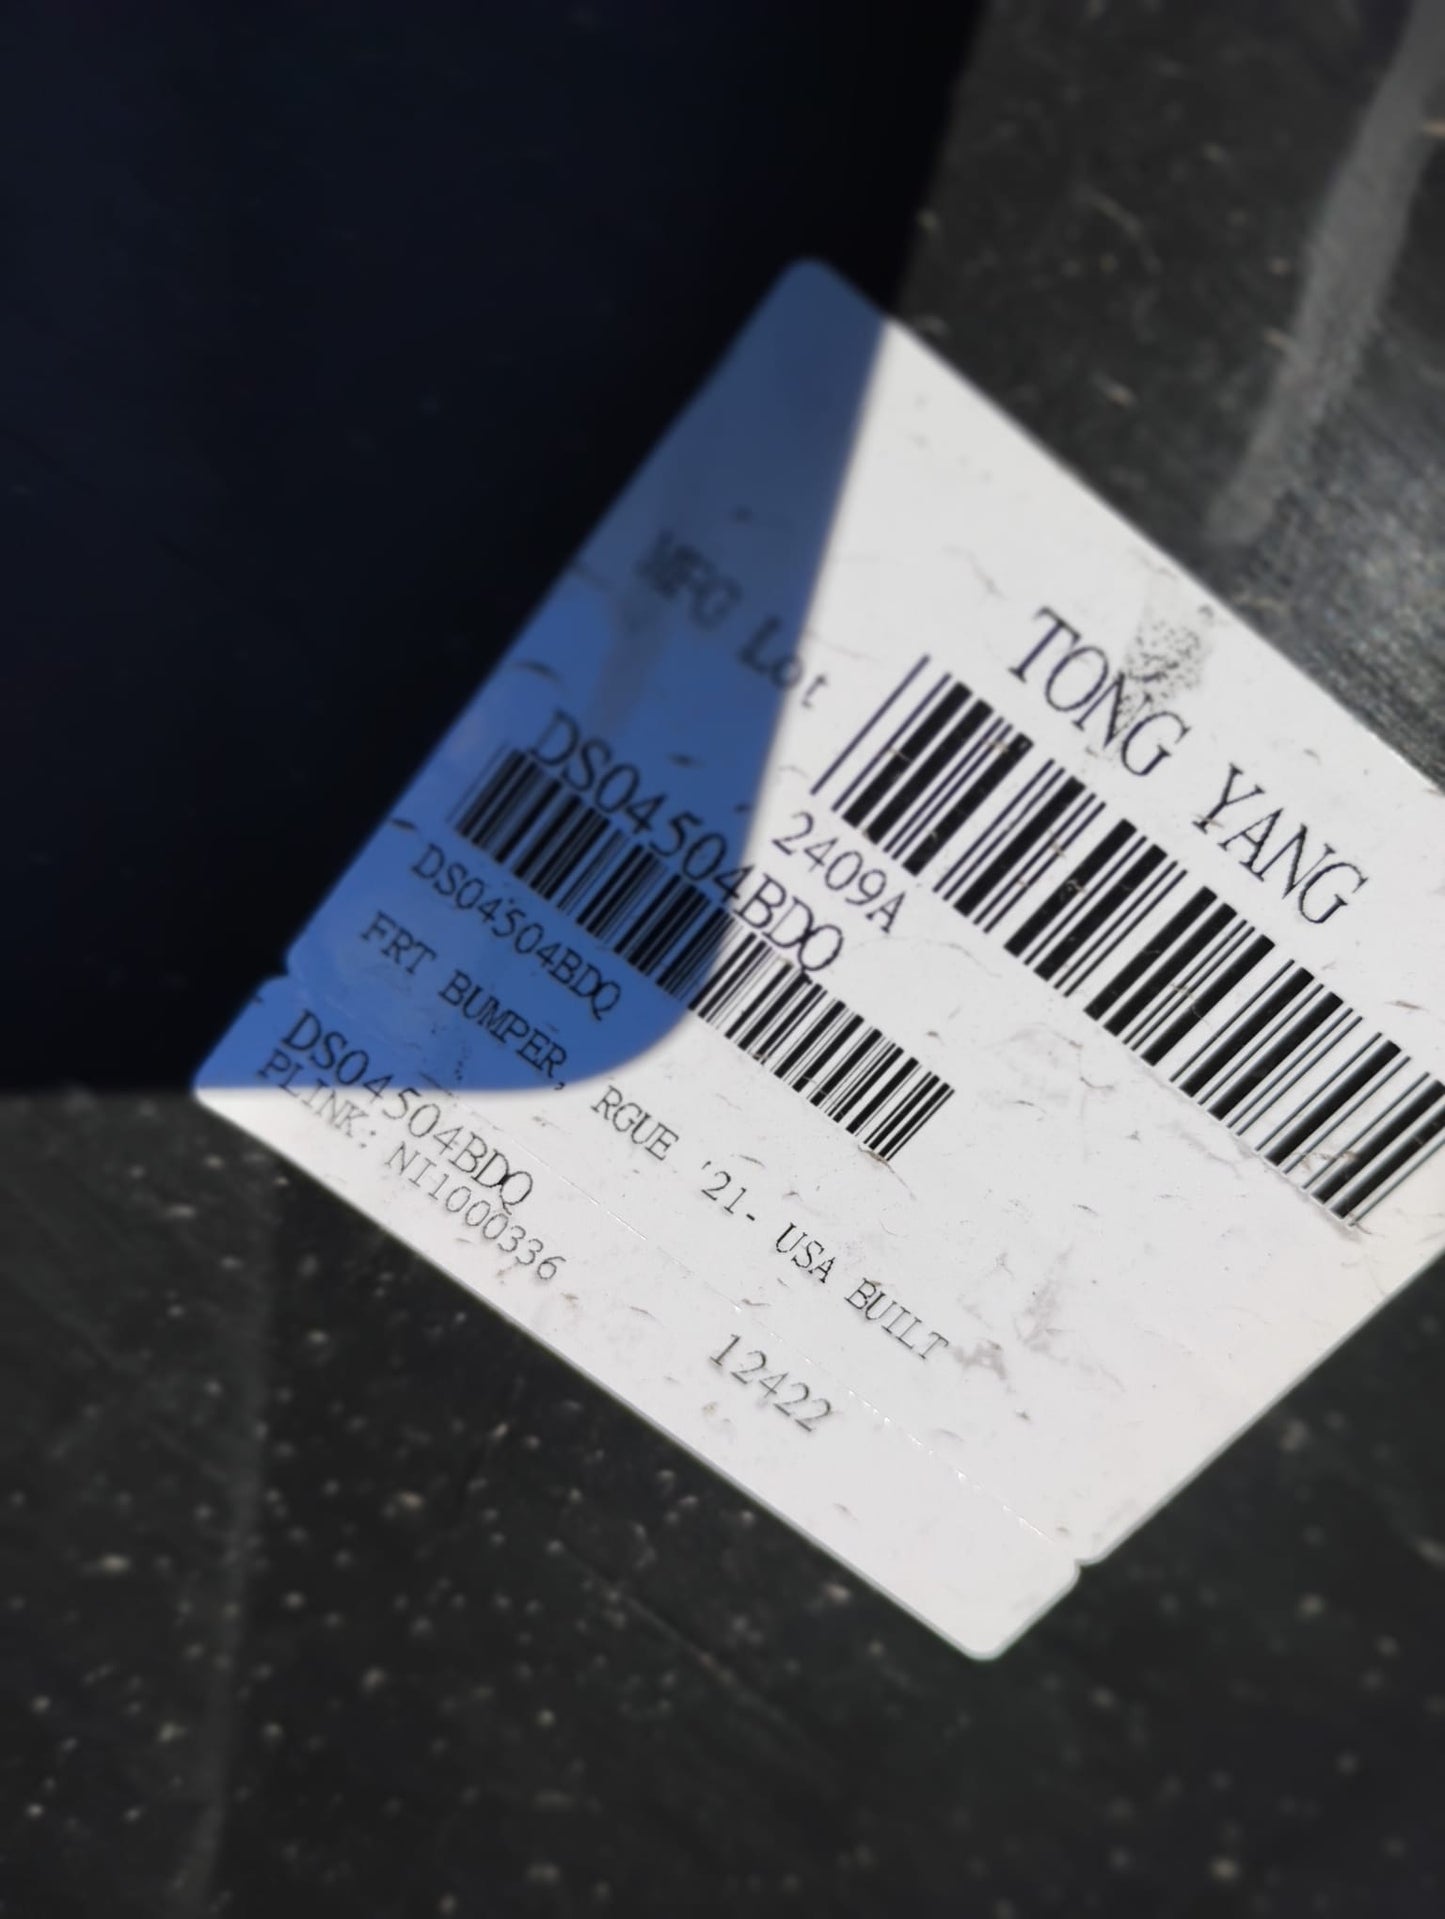 TONG YANG
MFG Lot
2409A
DS04504BDQ
DS04504BDQ
FRT BUMPER, RGUE '21- USA BUILT
DS04504BDQ
PLINK: NI1000336
12422